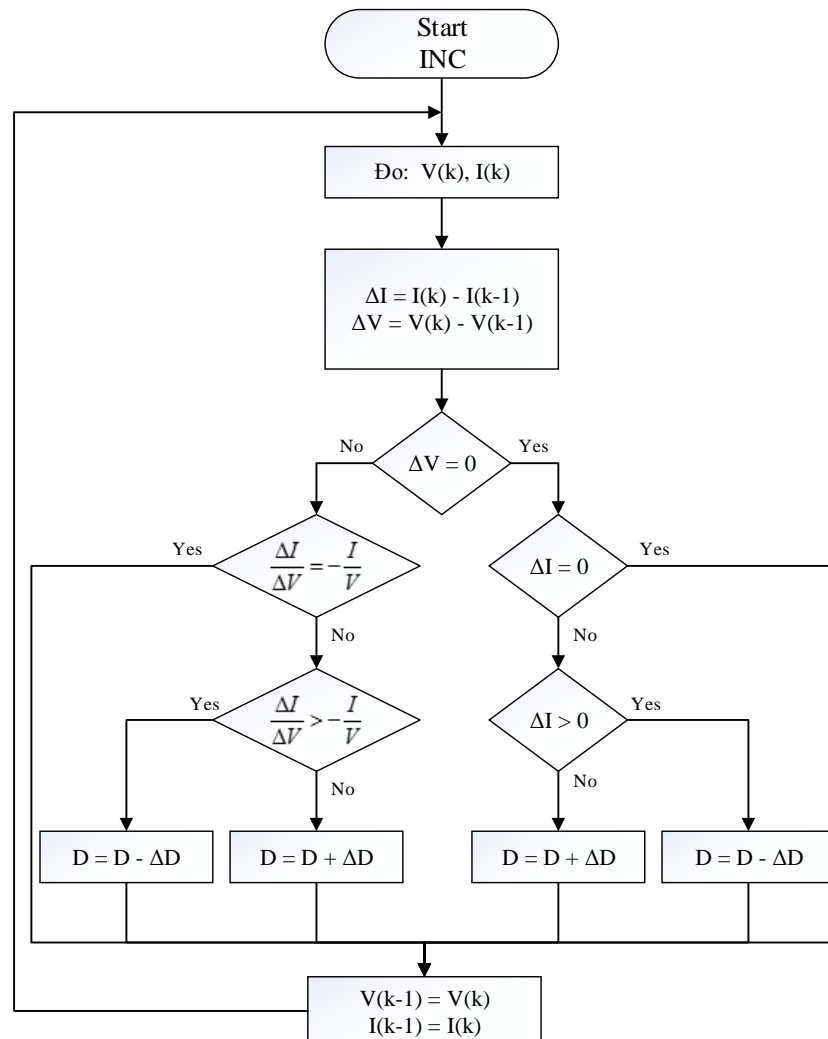 Start
INC
Đo: V(k), I(k)
ΔI = I(k) - I(k-1)
ΔV = V(k) - V(k-1)
No
ΔV = 0
Yes
Yes
ΔI/ΔV = - I/V
ΔI = 0
Yes
No
No
Yes
ΔI/ΔV > - I/V
ΔI > 0
Yes
No
No
D = D - ΔD
D = D + ΔD
D = D + ΔD
D = D - ΔD
V(k-1) = V(k)
I(k-1) = I(k)